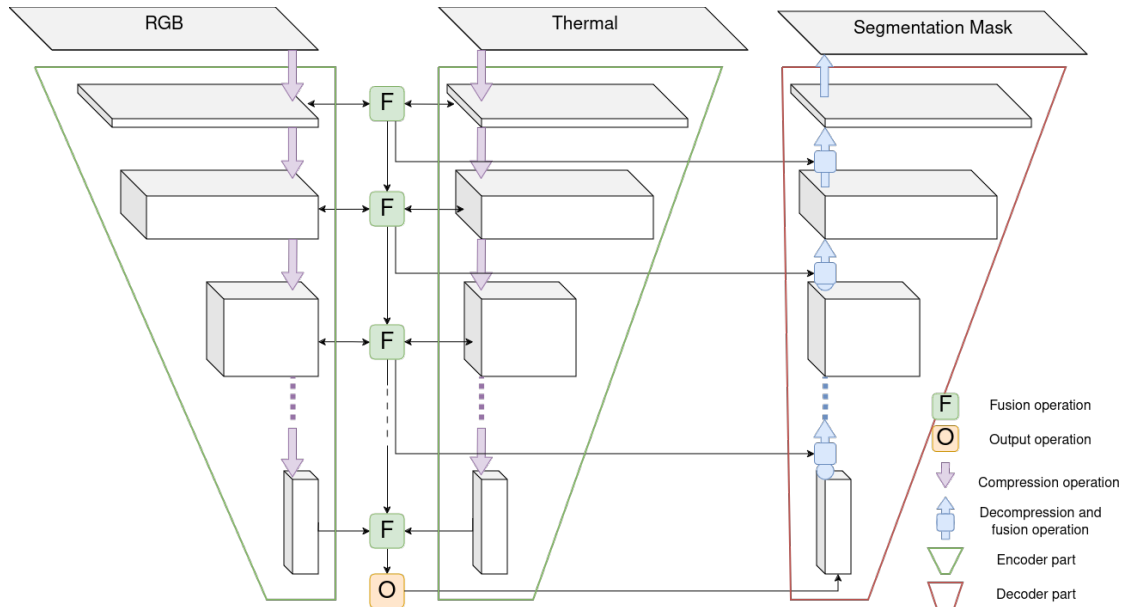 RGB
Thermal
Segmentation Mask
F
F
F
F
O
F
Fusion operation
O
Output operation
Compression operation
Decompression and
fusion operation
Encoder part
Decoder part